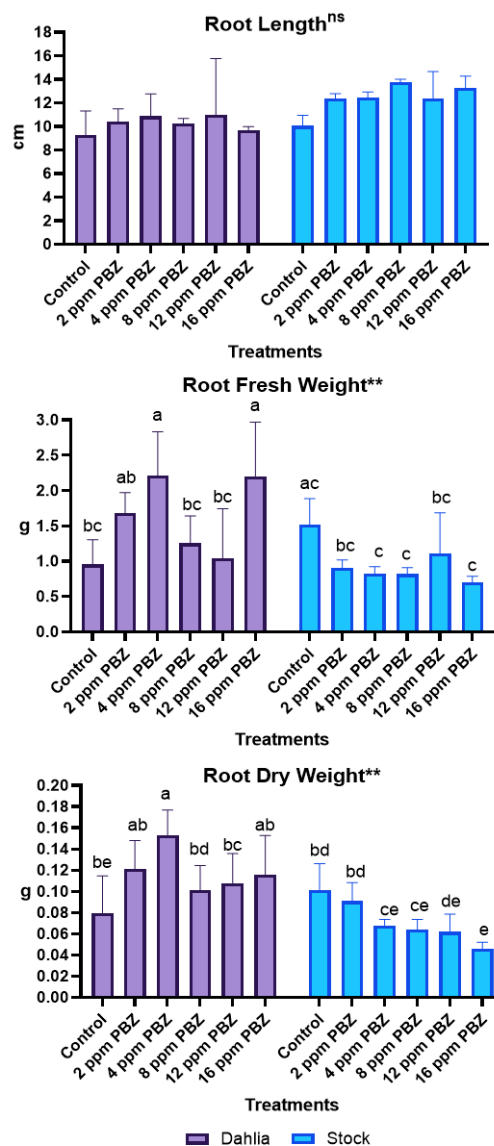 Root Length^ns
18
16
14
12
10
8
6
4
2
0
cm
Control
2 ppm PBZ
4 ppm PBZ
8 ppm PBZ
12 ppm PBZ
16 ppm PBZ
Control
2 ppm PBZ
4 ppm PBZ
8 ppm PBZ
12 ppm PBZ
16 ppm PBZ
Treatments
Root Fresh Weight**
3.0
2.5
2.0
1.5
1.0
0.5
0.0
g
bc
ab
a
bc
bc
a
ac
bc
c
c
bc
c
Control
2 ppm PBZ
4 ppm PBZ
8 ppm PBZ
12 ppm PBZ
16 ppm PBZ
Control
2 ppm PBZ
4 ppm PBZ
8 ppm PBZ
12 ppm PBZ
16 ppm PBZ
Treatments
Root Dry Weight**
0.20
0.18
0.16
0.14
0.12
0.10
0.08
0.06
0.04
0.02
0.00
g
be
ab
a
bd
bc
ab
bd
bd
ce
ce
de
e
Control
2 ppm PBZ
4 ppm PBZ
8 ppm PBZ
12 ppm PBZ
16 ppm PBZ
Control
2 ppm PBZ
4 ppm PBZ
8 ppm PBZ
12 ppm PBZ
16 ppm PBZ
Treatments
Dahlia Stock